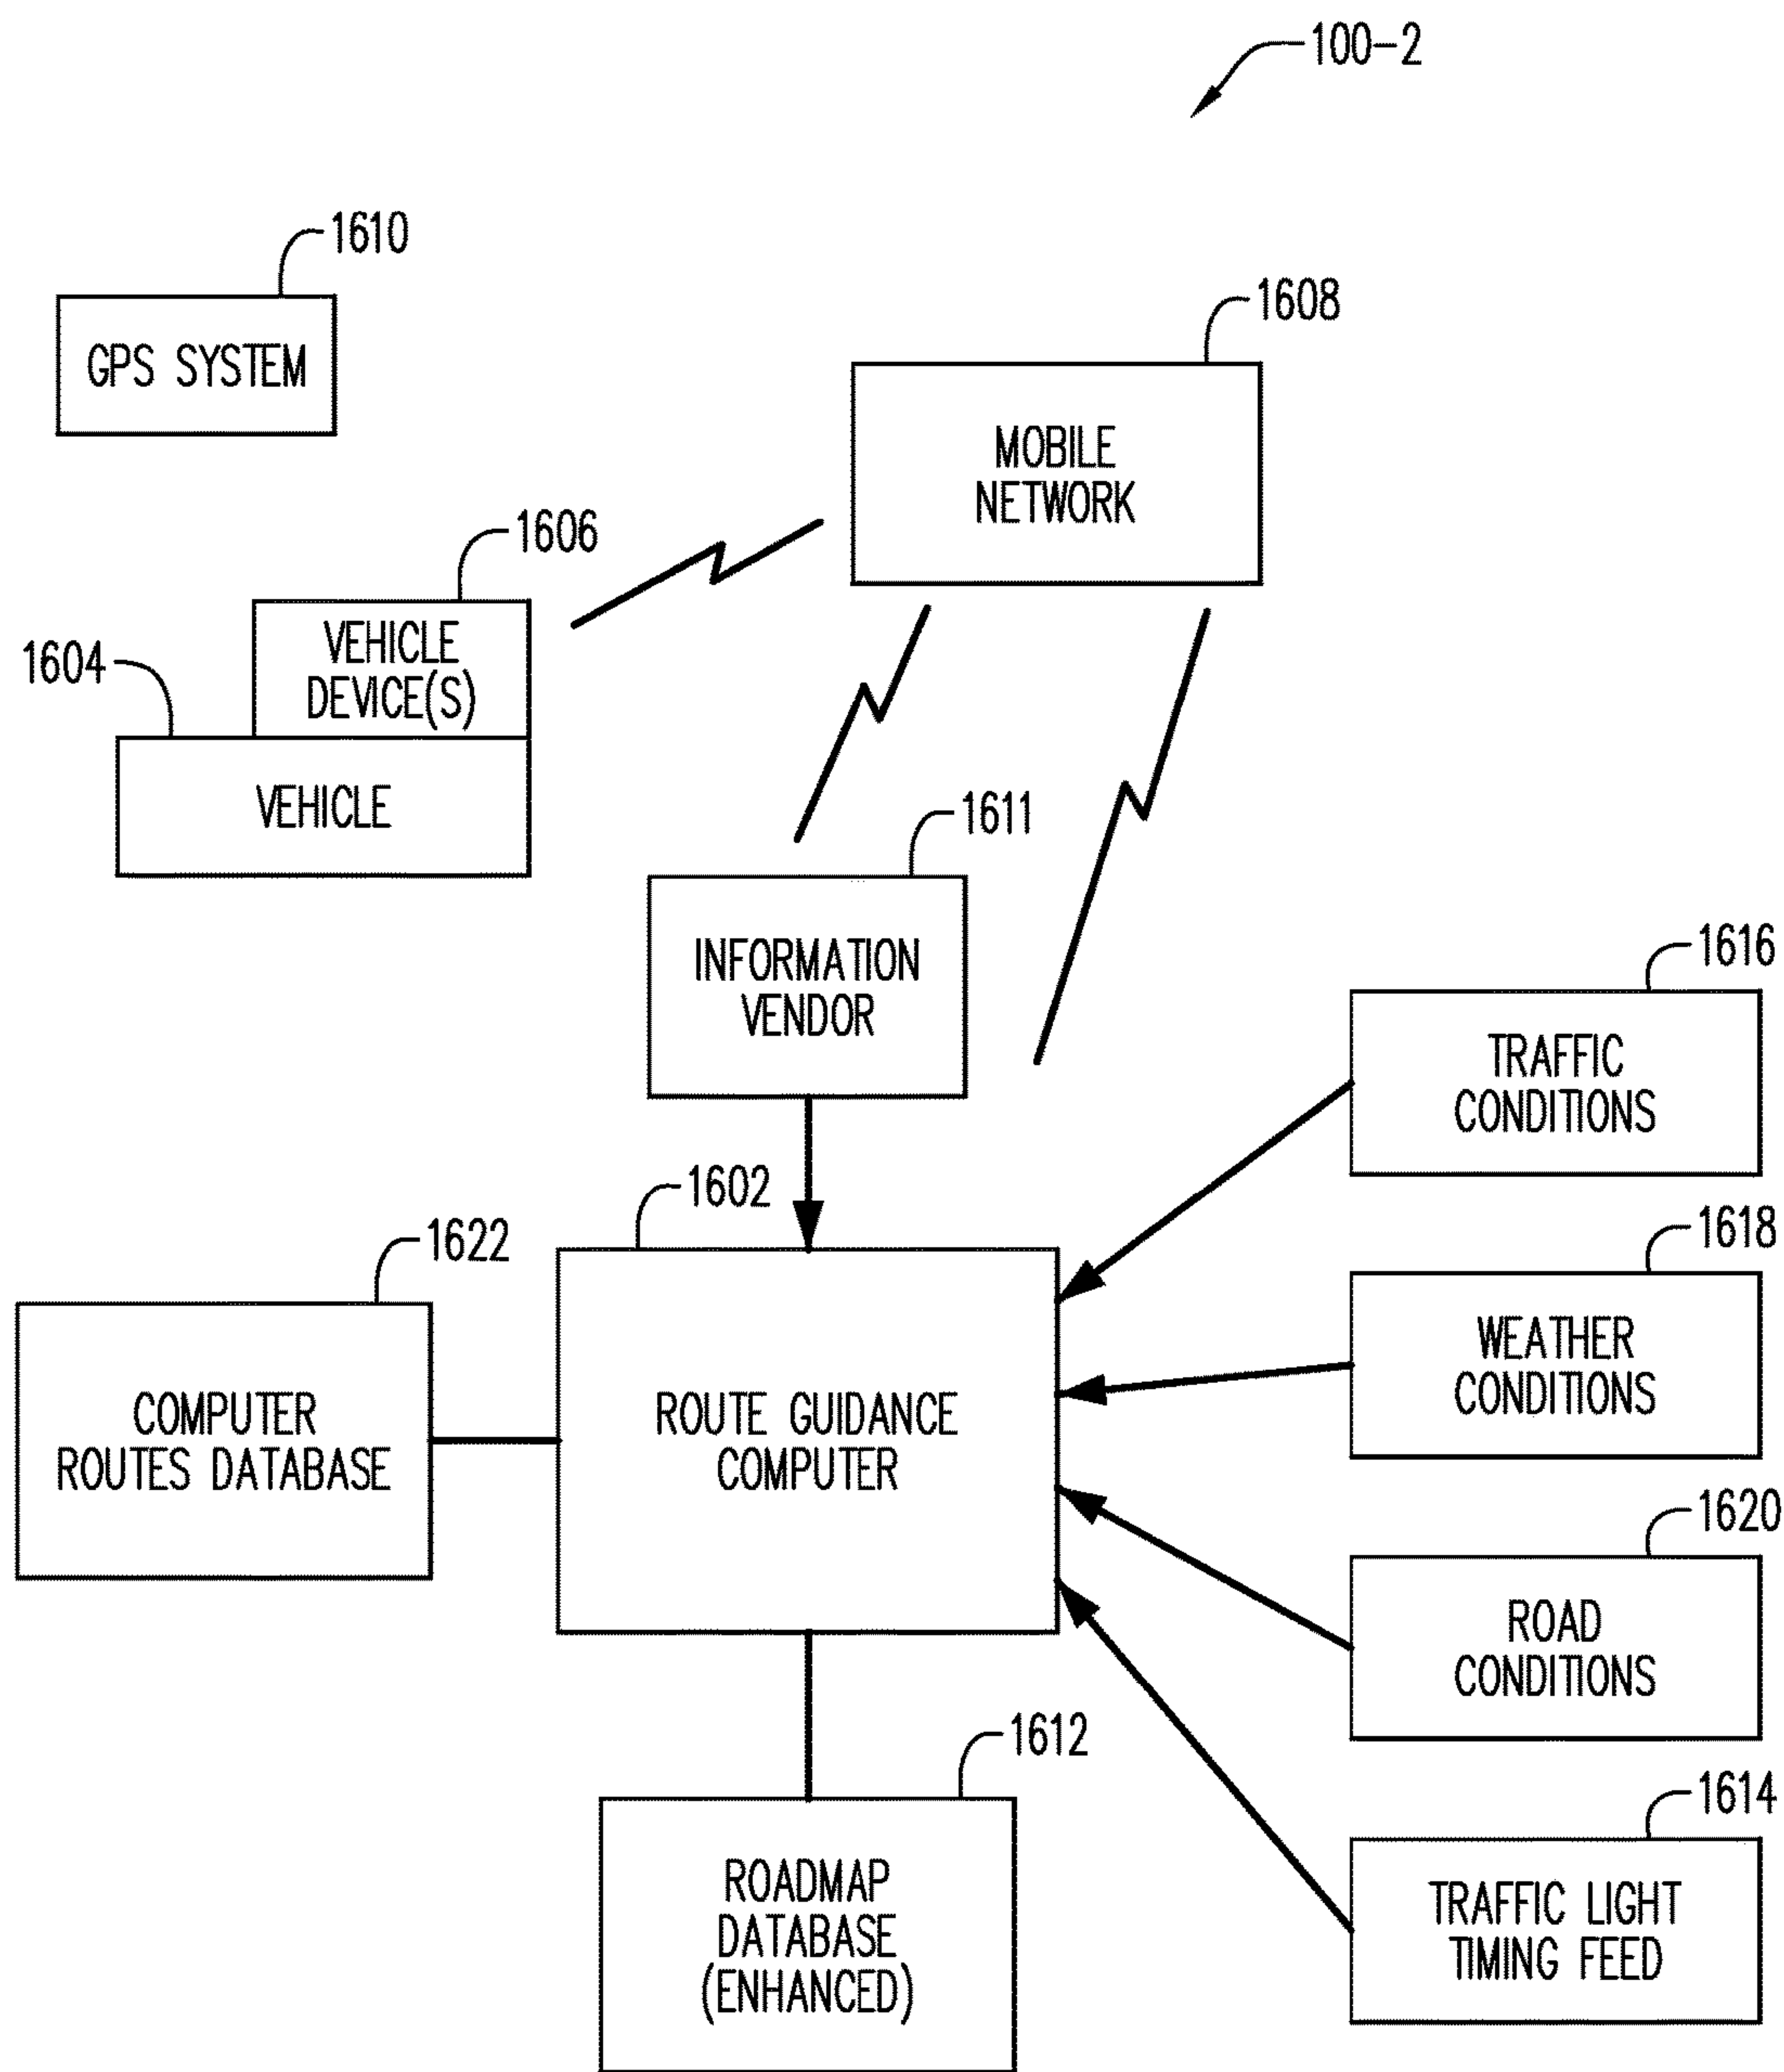 100-2
1610
GPS SYSTEM
1608
MOBILE
NETWORK
1606
VEHICLE
DEVICE(S)
1604
VEHICLE
1611
INFORMATION
VENDOR
1616
TRAFFIC
CONDITIONS
1602
1622
1618
WEATHER
CONDITIONS
COMPUTER
ROUTES DATABASE
ROUTE GUIDANCE
COMPUTER
1620
ROAD
CONDITIONS
1612
ROADMAP
DATABASE
(ENHANCED)
1614
TRAFFIC LIGHT
TIMING FEED